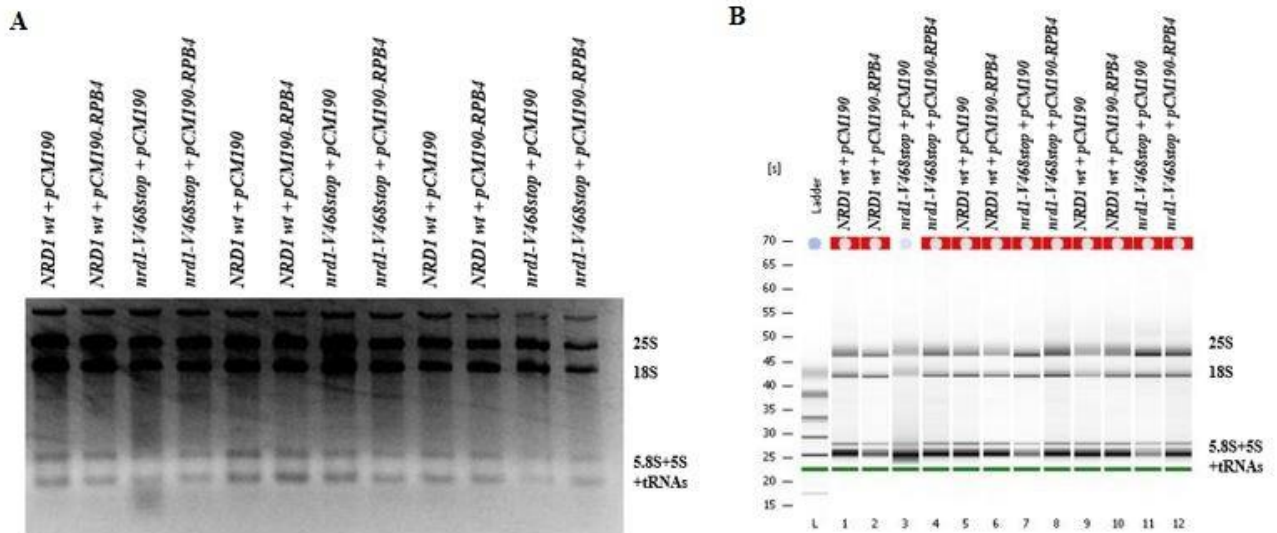 A
NRD1 wt + pCM190
NRD1 wt + pCM190-RPB4
nrd1-V468stop + pCM190
nrd1-V468stop + pCM190-RPB4
NRD1 wt + pCM190
NRD1 wt + pCM190-RPB4
nrd1-V468stop + pCM190
nrd1-V468stop + pCM190-RPB4
NRD1 wt + pCM190
NRD1 wt + pCM190-RPB4
nrd1-V468stop + pCM190
nrd1-V468stop + pCM190-RPB4
25S
18S
5.8S+5S
+tRNAs
B
[s]
Ladder
NRD1 wt + pCM190
NRD1 wt + pCM190-RPB4
nrd1-V468stop + pCM190
nrd1-V468stop + pCM190-RPB4
NRD1 wt + pCM190
NRD1 wt + pCM190-RPB4
nrd1-V468stop + pCM190
nrd1-V468stop + pCM190-RPB4
NRD1 wt + pCM190
NRD1 wt + pCM190-RPB4
nrd1-V468stop + pCM190
nrd1-V468stop + pCM190-RPB4
70
65
60
55
50
45
40
35
30
25
20
15
25S
18S
5.8S+5S
+tRNAs
L 1 2 3 4 5 6 7 8 9 10 11 12